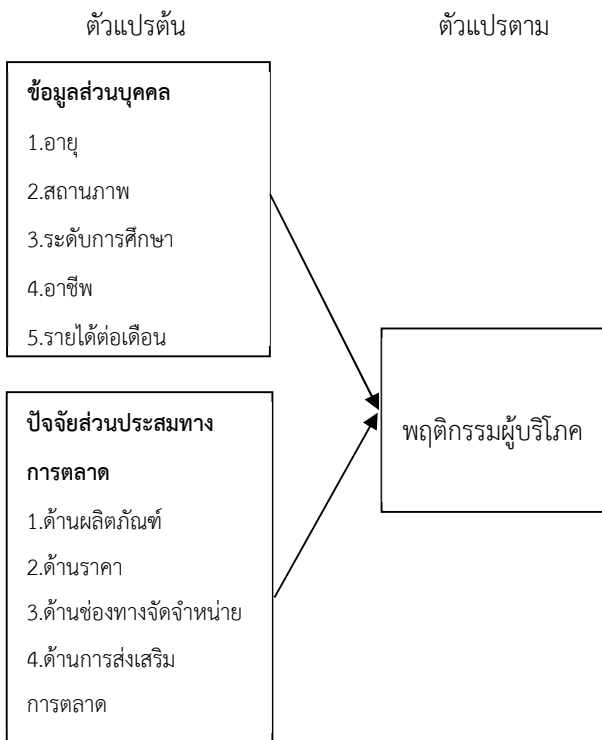 ตัวแปรต้น
ตัวแปรตาม
ข้อมูลส่วนบุคคล
1.อายุ
2.สถานภาพ
3.ระดับการศึกษา
4.อาชีพ
5.รายได้ต่อเดือน
ปัจจัยส่วนประสมทาง
การตลาด
1.ด้านผลิตภัณฑ์
2.ด้านราคา
3.ด้านช่องทางจัดจำหน่าย
4.ด้านการส่งเสริม
การตลาด
พฤติกรรมผู้บริโภค